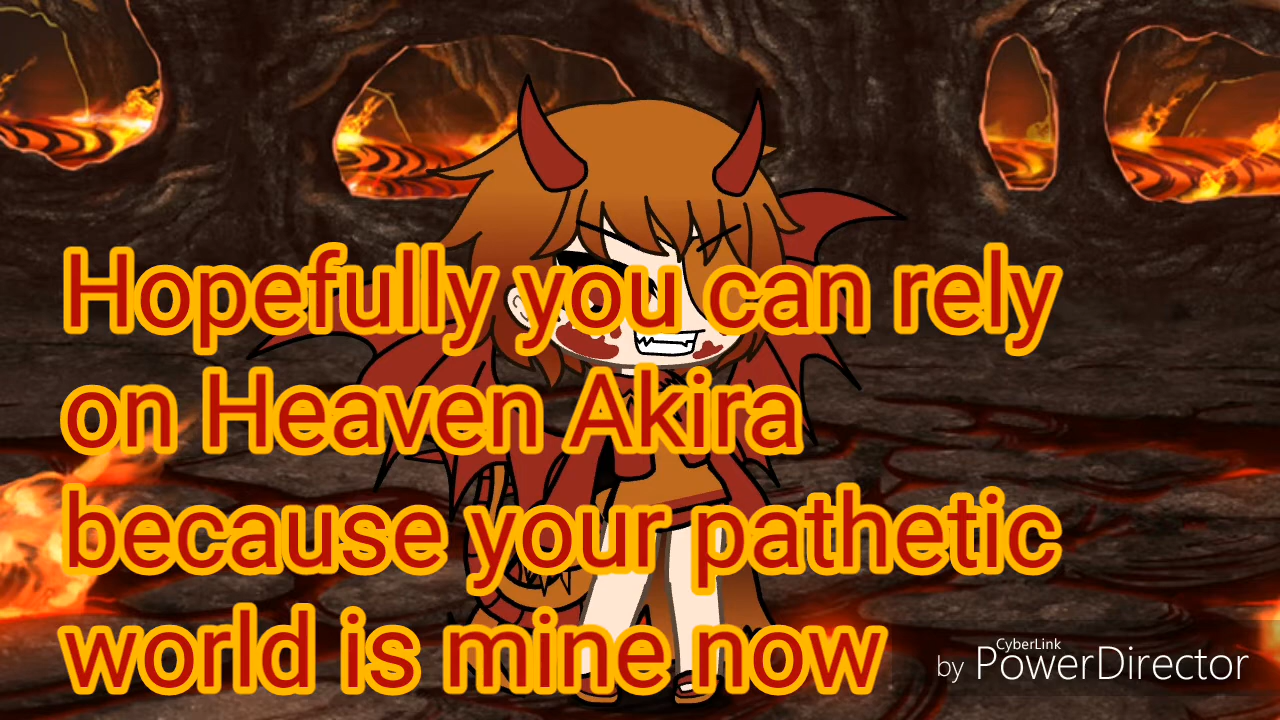 Hopefully you can rely
on Heaven Akira
because your pathetic
world is mine now
CyberLink
by PowerDirector